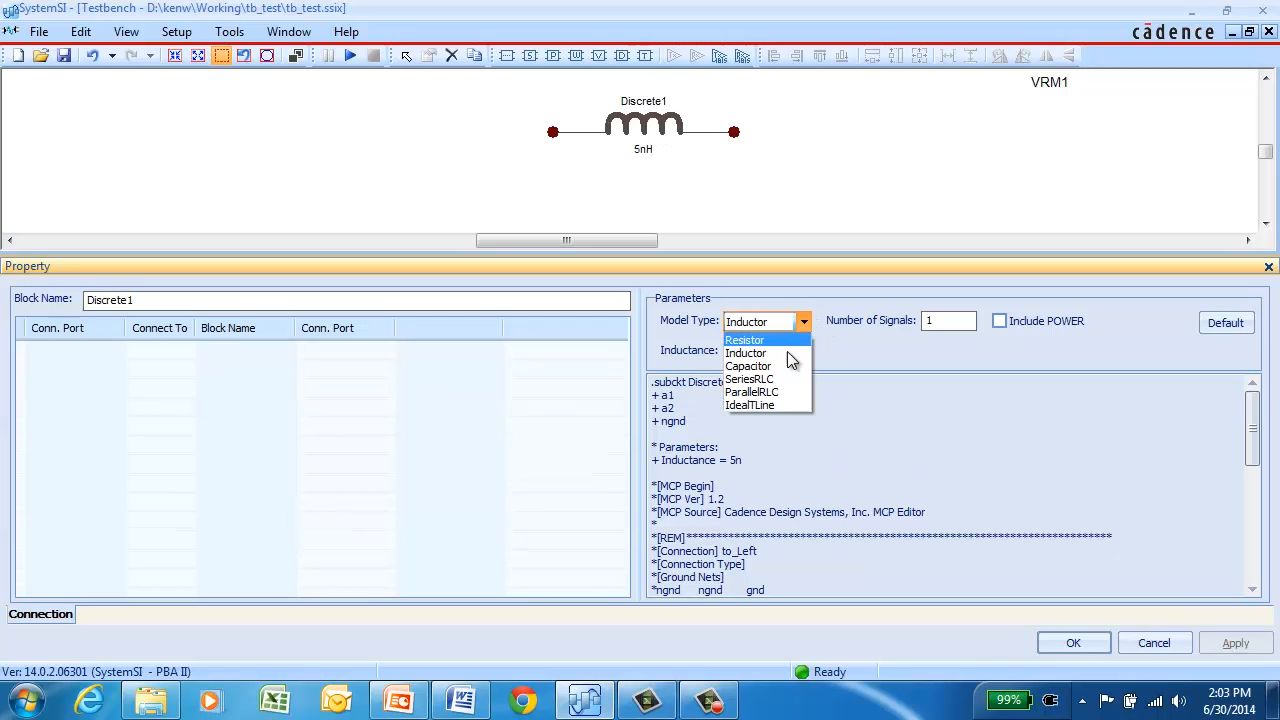 SystemSI - [Testbench - D:\kenw\Working\tb_test\tb_test.ssix]
File Edit View Setup Tools Window Help
cādence
VRM1
Discrete1
5nH
Property
Block Name: Discrete1
Conn. Port Connect To Block Name Conn. Port
Parameters
Model Type: Inductor Number of Signals: 1 Include POWER Default
Resistor
Inductance: Inductor
Capacitor
SeriesRLC
ParallelRLC
IdealTLine
.subckt Discrete
+ a1
+ a2
+ ngnd
* Parameters:
+ Inductance = 5n
*[MCP Begin]
*[MCP Ver] 1.2
*[MCP Source] Cadence Design Systems, Inc. MCP Editor
*
*[REM]***********************************************************************
*[Connection] to_Left
*[Connection Type]
*[Ground Nets]
*ngnd ngnd gnd
Connection
OK Cancel Apply
Ver: 14.0.2.06301 (SystemSI - PBA II) Ready
99% 2:03 PM
6/30/2014